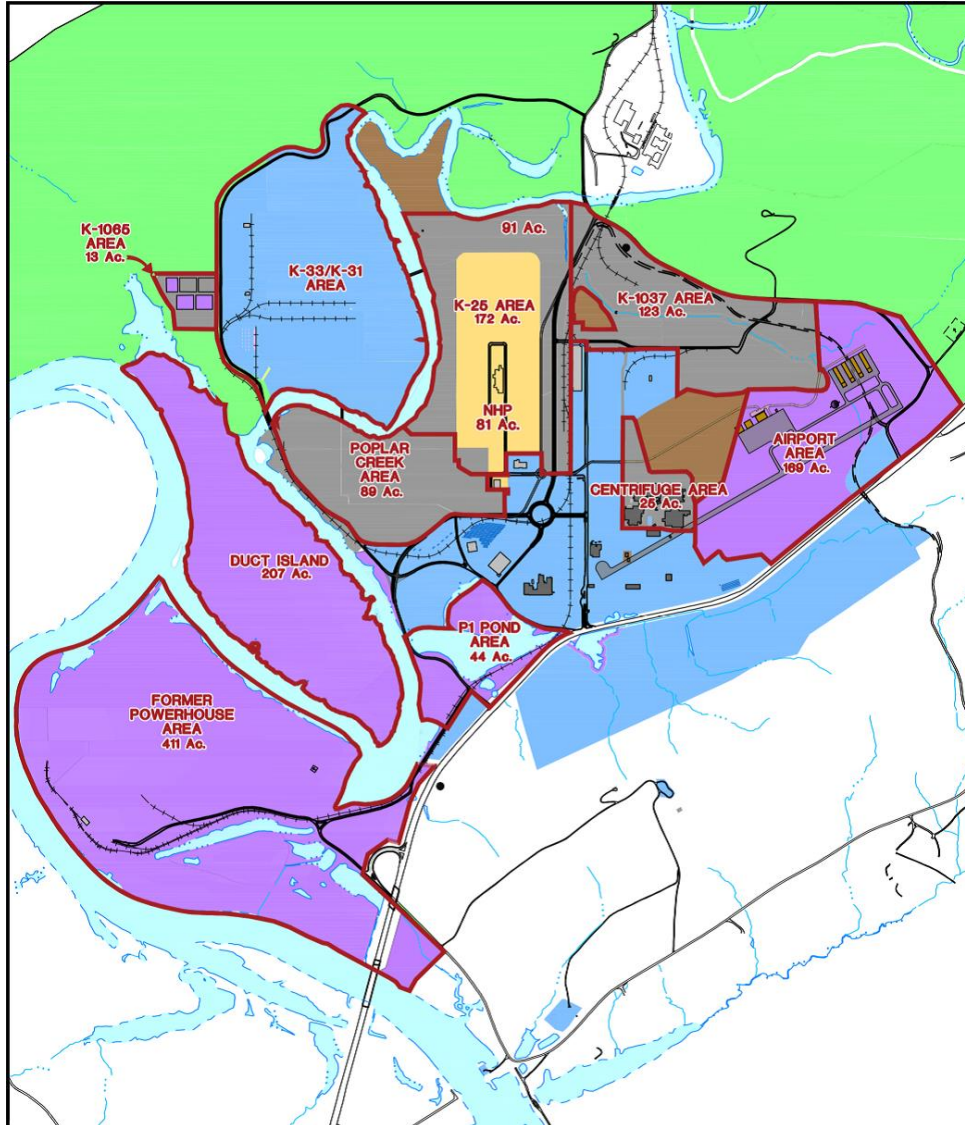 91 Ac.
K-1065
AREA
13 Ac.
K-33/K-31
AREA
K-25 AREA
172 Ac.
K-1037 AREA
123 Ac.
NHP
81 Ac.
POPLAR
CREEK
AREA
89 Ac.
AIRPORT
AREA
169 Ac.
CENTRIFUGE AREA
25 Ac.
DUCT ISLAND
207 Ac.
P1 POND
AREA
44 Ac.
FORMER
POWERHOUSE
AREA
411 Ac.